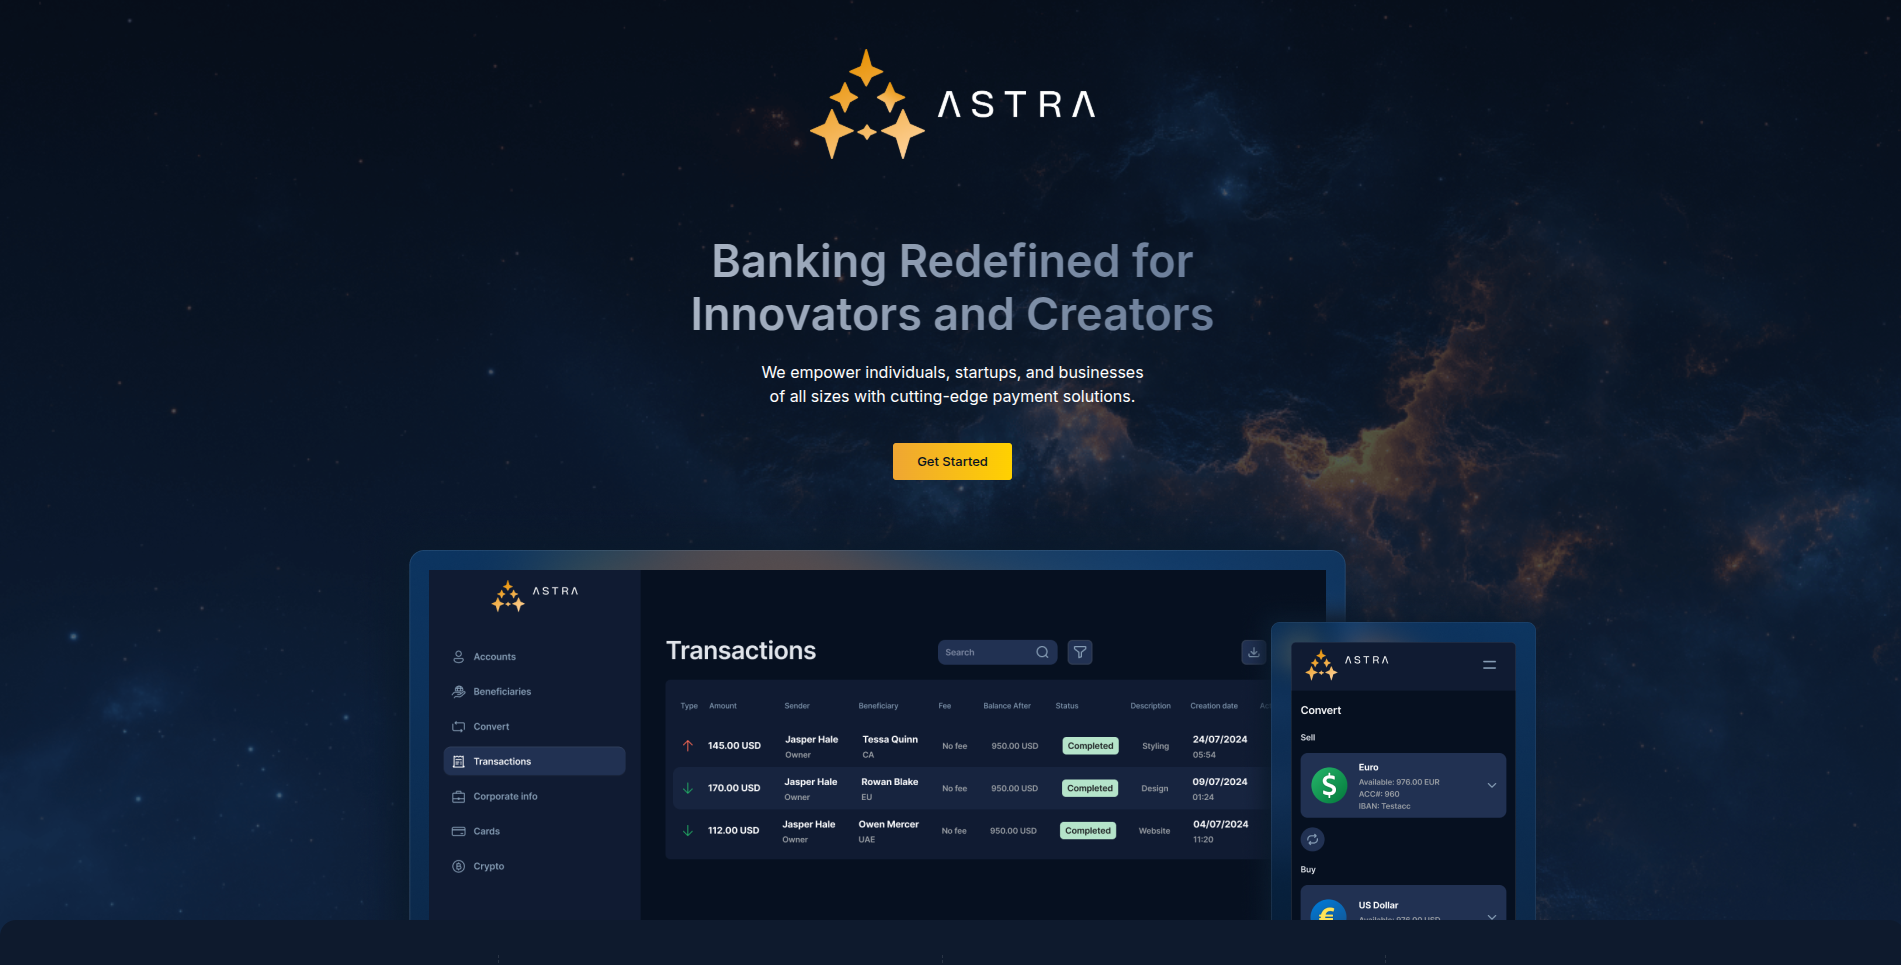 ASTRA
Banking Redefined for
Innovators and Creators
We empower individuals, startups, and businesses
of all sizes with cutting-edge payment solutions.
Get Started
ASTRA
Accounts
Beneficiaries
Convert
Transactions
Corporate info
Cards
Crypto
Transactions
Search
Type Amount Sender Beneficiary Fee Balance After Status Description Creation date
145.00 USD Jasper Hale Tessa Quinn No fee 950.00 USD Completed Styling 24/07/2024
Owner CA 05:54
170.00 USD Jasper Hale Rowan Blake No fee 950.00 USD Completed Design 09/07/2024
Owner EU 01:24
112.00 USD Jasper Hale Owen Mercer No fee 950.00 USD Completed Website 04/07/2024
Owner UAE 11:20
ASTRA
Convert
Sell
$
Euro
Available: 976.00 EUR
ACC#: 960
IBAN: Testacc
Buy
€
US Dollar
Available: 976.00 USD